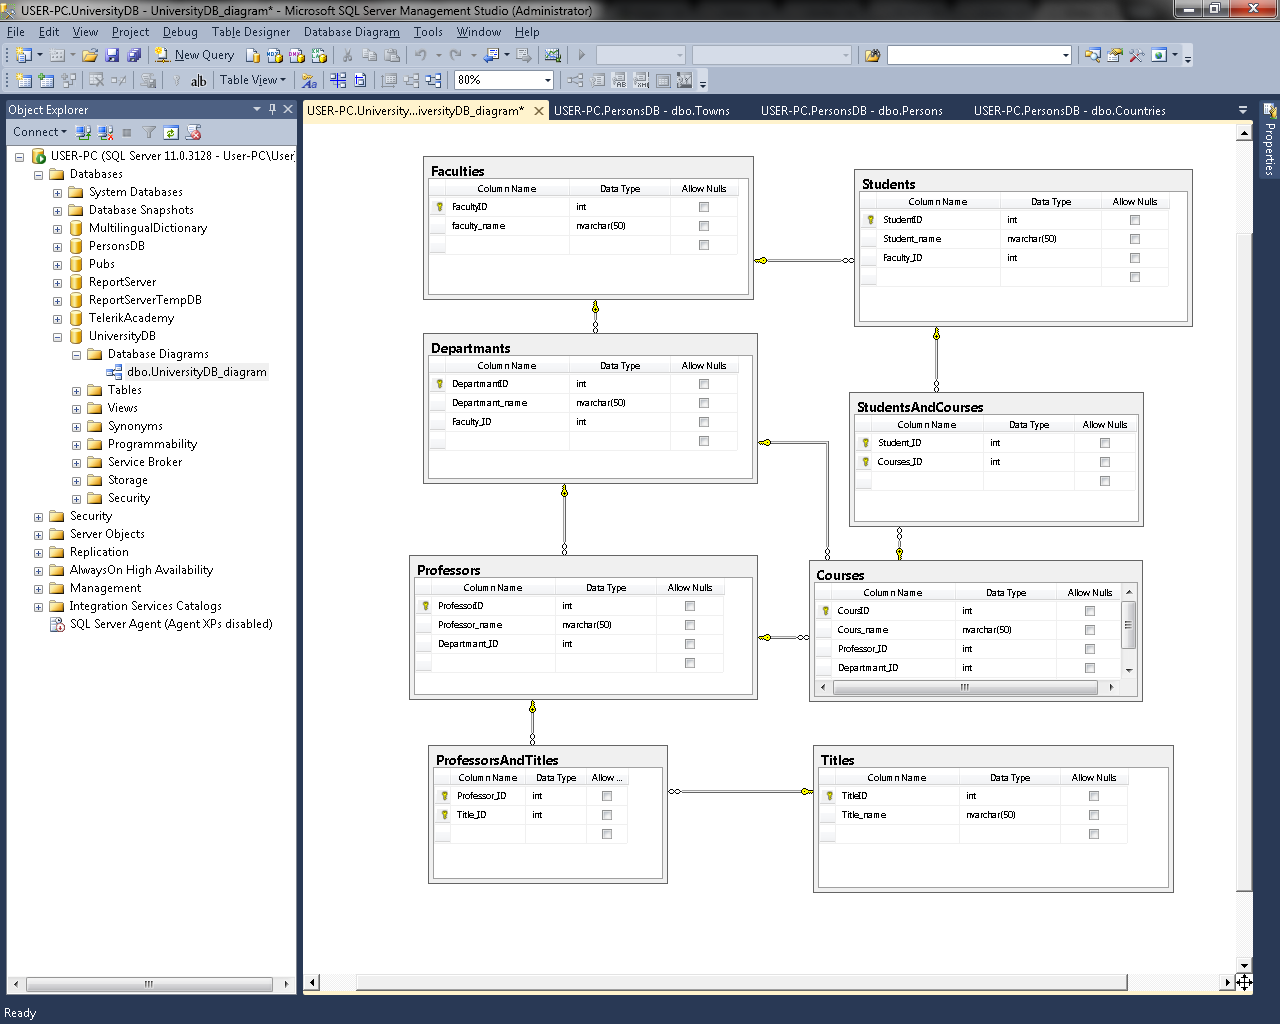 USER-PC.UniversityDB - UniversityDB_diagram* - Microsoft SQL Server Management Studio (Administrator)
File Edit View Project Debug Table Designer Database Diagram Tools Window Help
New Query
Table View 80%
Object Explorer
Connect
USER-PC (SQL Server 11.0.3128 - User-PC\User
Databases
System Databases
Database Snapshots
MultilingualDictionary
PersonsDB
Pubs
ReportServer
ReportServerTempDB
TelerikAcademy
UniversityDB
Database Diagrams
dbo.UniversityDB_diagram
Tables
Views
Synonyms
Programmability
Service Broker
Storage
Security
Security
Server Objects
Replication
AlwaysOn High Availability
Management
Integration Services Catalogs
SQL Server Agent (Agent XPs disabled)
USER-PC.University...iversityDB_diagram* USER-PC.PersonsDB - dbo.Towns USER-PC.PersonsDB - dbo.Persons USER-PC.PersonsDB - dbo.Countries
Properties
Faculties
Column Name Data Type Allow Nulls
FacultyID int
faculty_name nvarchar(50)
Students
Column Name Data Type Allow Nulls
StudentID int
Student_name nvarchar(50)
Faculty_ID int
Departmants
Column Name Data Type Allow Nulls
DepartmantID int
Departmant_name nvarchar(50)
Faculty_ID int
StudentsAndCourses
Column Name Data Type Allow Nulls
Student_ID int
Courses_ID int
Professors
Column Name Data Type Allow Nulls
ProfessorID int
Professor_name nvarchar(50)
Departmant_ID int
Courses
Column Name Data Type Allow Nulls
CoursID int
Cours_name nvarchar(50)
Professor_ID int
Departmant_ID int
ProfessorsAndTitles
Column Name Data Type Allow ...
Professor_ID int
Title_ID int
Titles
Column Name Data Type Allow Nulls
TitleID int
Title_name nvarchar(50)
Ready